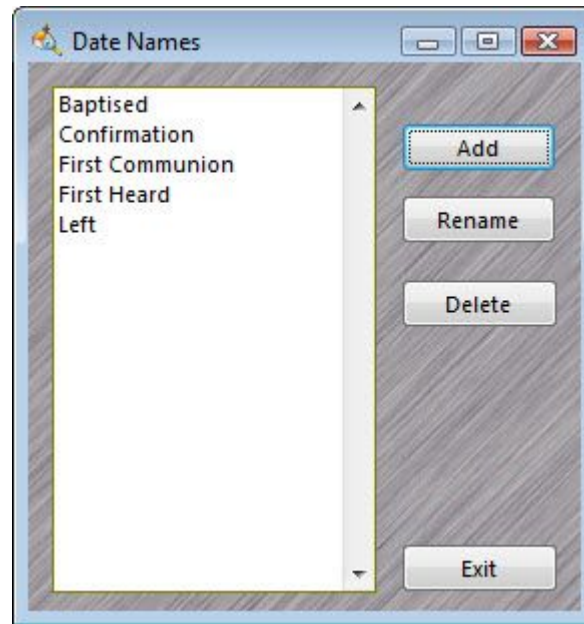 Date Names
Baptised
Confirmation
First Communion
First Heard
Left
Add
Rename
Delete
Exit